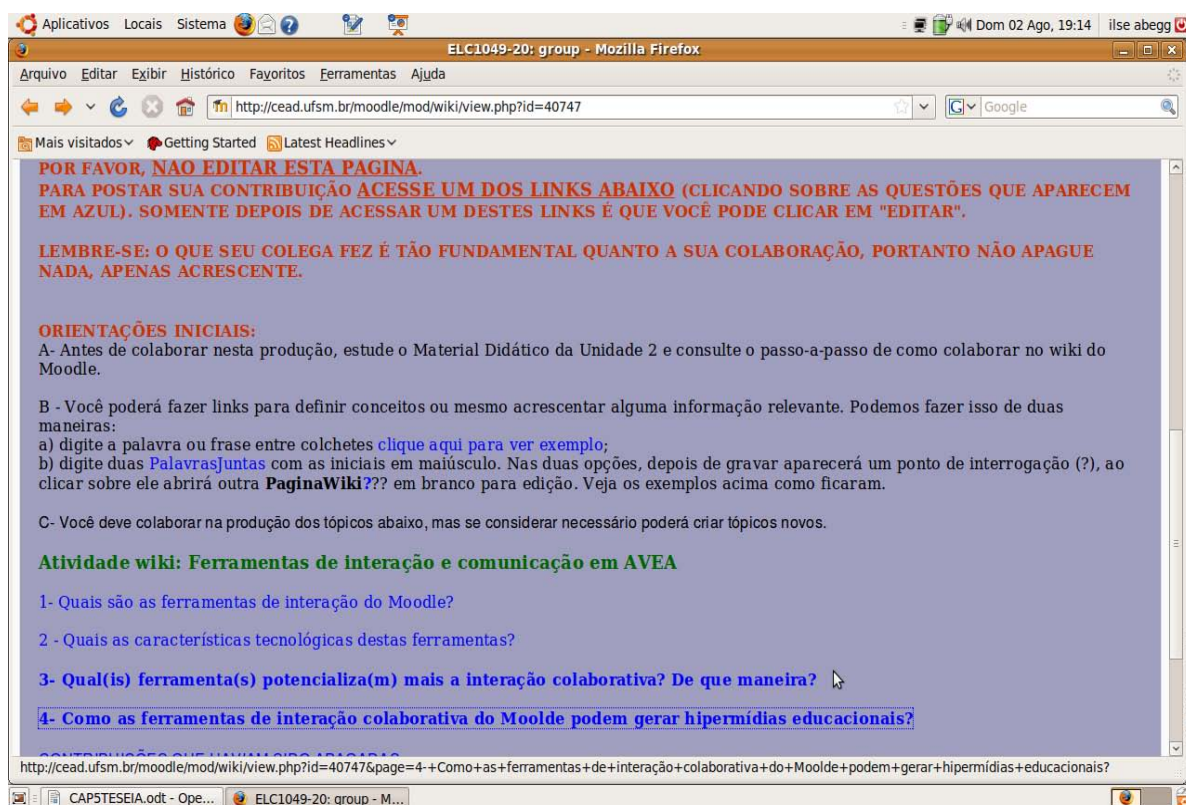 Aplicativos Locais Sistema Dom 02 Ago, 19:14 ilse abegg
ELC1049-20: group - Mozilla Firefox
Arquivo Editar Exibir Histórico Favoritos Ferramentas Ajuda
http://cead.ufsm.br/moodle/mod/wiki/view.php?id=40747 Google
Mais visitados Getting Started Latest Headlines
POR FAVOR, NAO EDITAR ESTA PAGINA.
PARA POSTAR SUA CONTRIBUIÇÃO ACESSE UM DOS LINKS ABAIXO (CLICANDO SOBRE AS QUESTÕES QUE APARECEM
EM AZUL). SOMENTE DEPOIS DE ACESSAR UM DESTES LINKS É QUE VOCÊ PODE CLICAR EM "EDITAR".
LEMBRE-SE: O QUE SEU COLEGA FEZ É TÃO FUNDAMENTAL QUANTO A SUA COLABORAÇÃO, PORTANTO NÃO APAGUE
NADA, APENAS ACRESCENTE.
ORIENTAÇÕES INICIAIS:
A- Antes de colaborar nesta produção, estude o Material Didático da Unidade 2 e consulte o passo-a-passo de como colaborar no wiki do
Moodle.
B - Você poderá fazer links para definir conceitos ou mesmo acrescentar alguma informação relevante. Podemos fazer isso de duas
maneiras:
a) digite a palavra ou frase entre colchetes clique aqui para ver exemplo;
b) digite duas PalavrasJuntas com as iniciais em maiúsculo. Nas duas opções, depois de gravar aparecerá um ponto de interrogação (?), ao
clicar sobre ele abrirá outra PaginaWiki??? em branco para edição. Veja os exemplos acima como ficaram.
C- Você deve colaborar na produção dos tópicos abaixo, mas se considerar necessário poderá criar tópicos novos.
Atividade wiki: Ferramentas de interação e comunicação em AVEA
1- Quais são as ferramentas de interação do Moodle?
2 - Quais as características tecnológicas destas ferramentas?
3- Qual(is) ferramenta(s) potencializa(m) mais a interação colaborativa? De que maneira?
4- Como as ferramentas de interação colaborativa do Moolde podem gerar hipermídias educacionais?
CONTRIBUIÇÕES QUE HAVIAM SIDO APAGADAS
http://cead.ufsm.br/moodle/mod/wiki/view.php?id=40747&page=4-+Como+as+ferramentas+de+interação+colaborativa+do+Moolde+podem+gerar+hipermídias+educacionais?
CAP5TESEIA.odt - Ope... ELC1049-20: group - M...